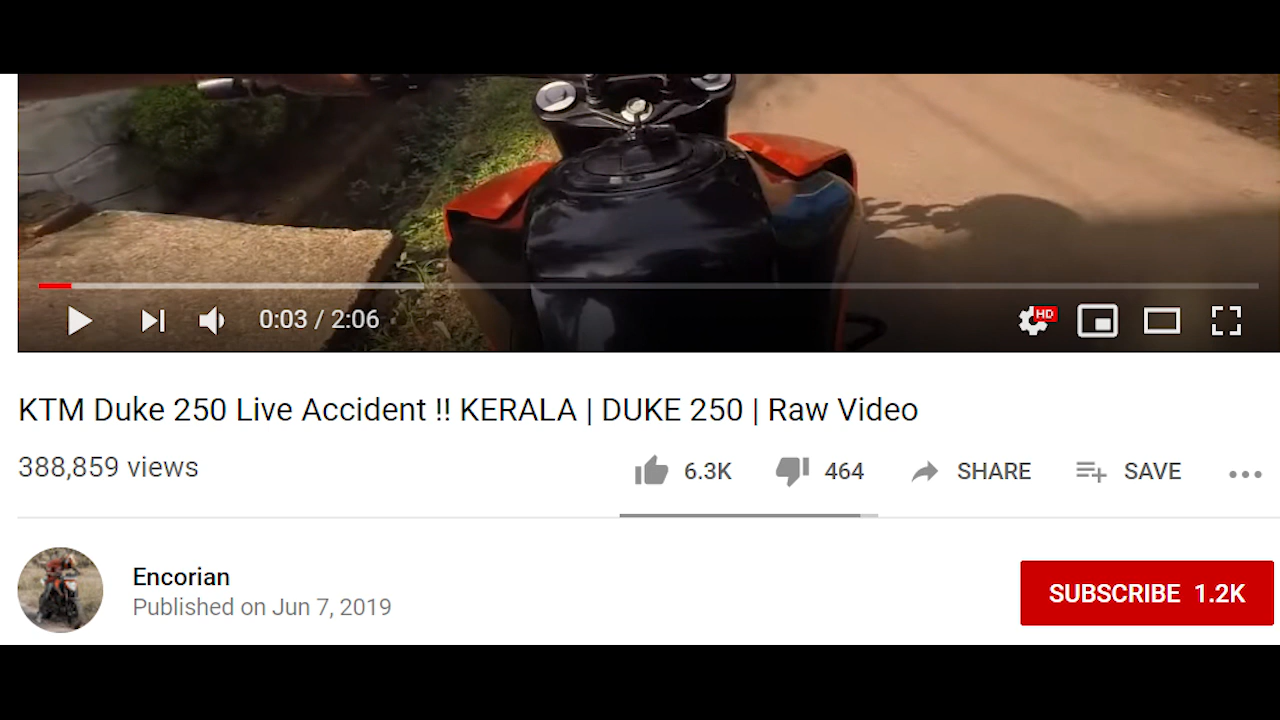 0:03 / 2:06
HD
KTM Duke 250 Live Accident !! KERALA | DUKE 250 | Raw Video
388,859 views
6.3K
464
SHARE
SAVE
Encorian
Published on Jun 7, 2019
SUBSCRIBE 1.2K